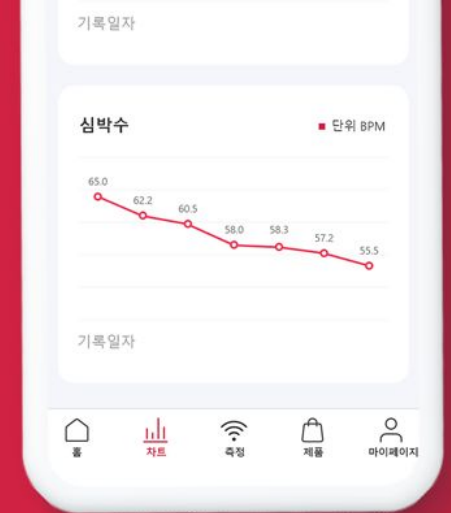 기록일자
심박수
단위 BPM
65.0
62.2
60.5
58.0
58.3
57.2
55.5
기록일자
홈
차트
측정
제품
마이페이지